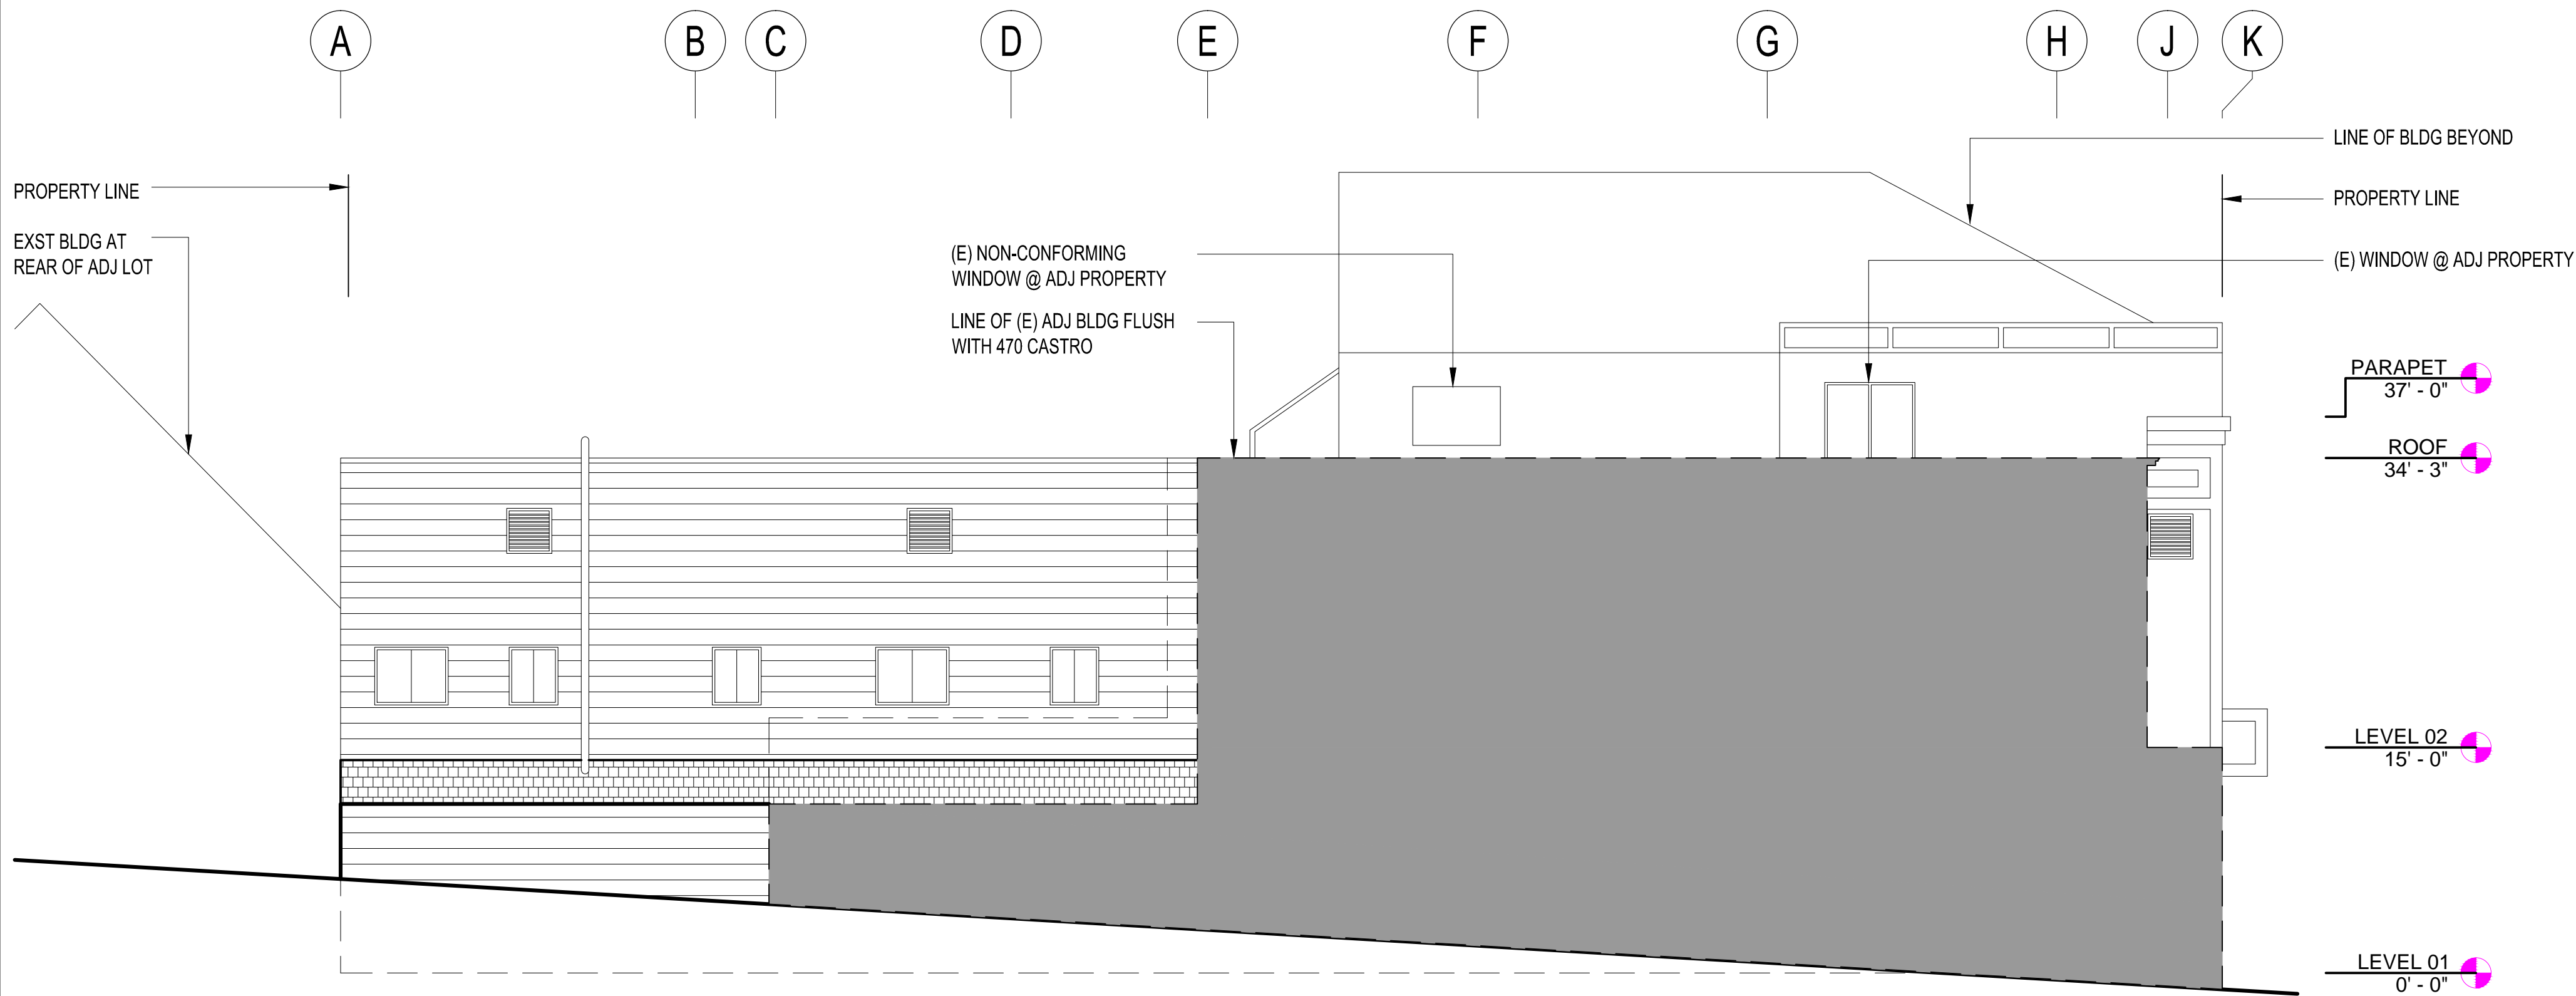 A
B
C
D
E
F
G
H
J
K
PROPERTY LINE
EXST BLDG AT
REAR OF ADJ LOT
(E) NON-CONFORMING
WINDOW @ ADJ PROPERTY
LINE OF (E) ADJ BLDG FLUSH
WITH 470 CASTRO
LINE OF BLDG BEYOND
PROPERTY LINE
(E) WINDOW @ ADJ PROPERTY
PARAPET
37' - 0"
ROOF
34' - 3"
LEVEL 02
15' - 0"
LEVEL 01
0' - 0"